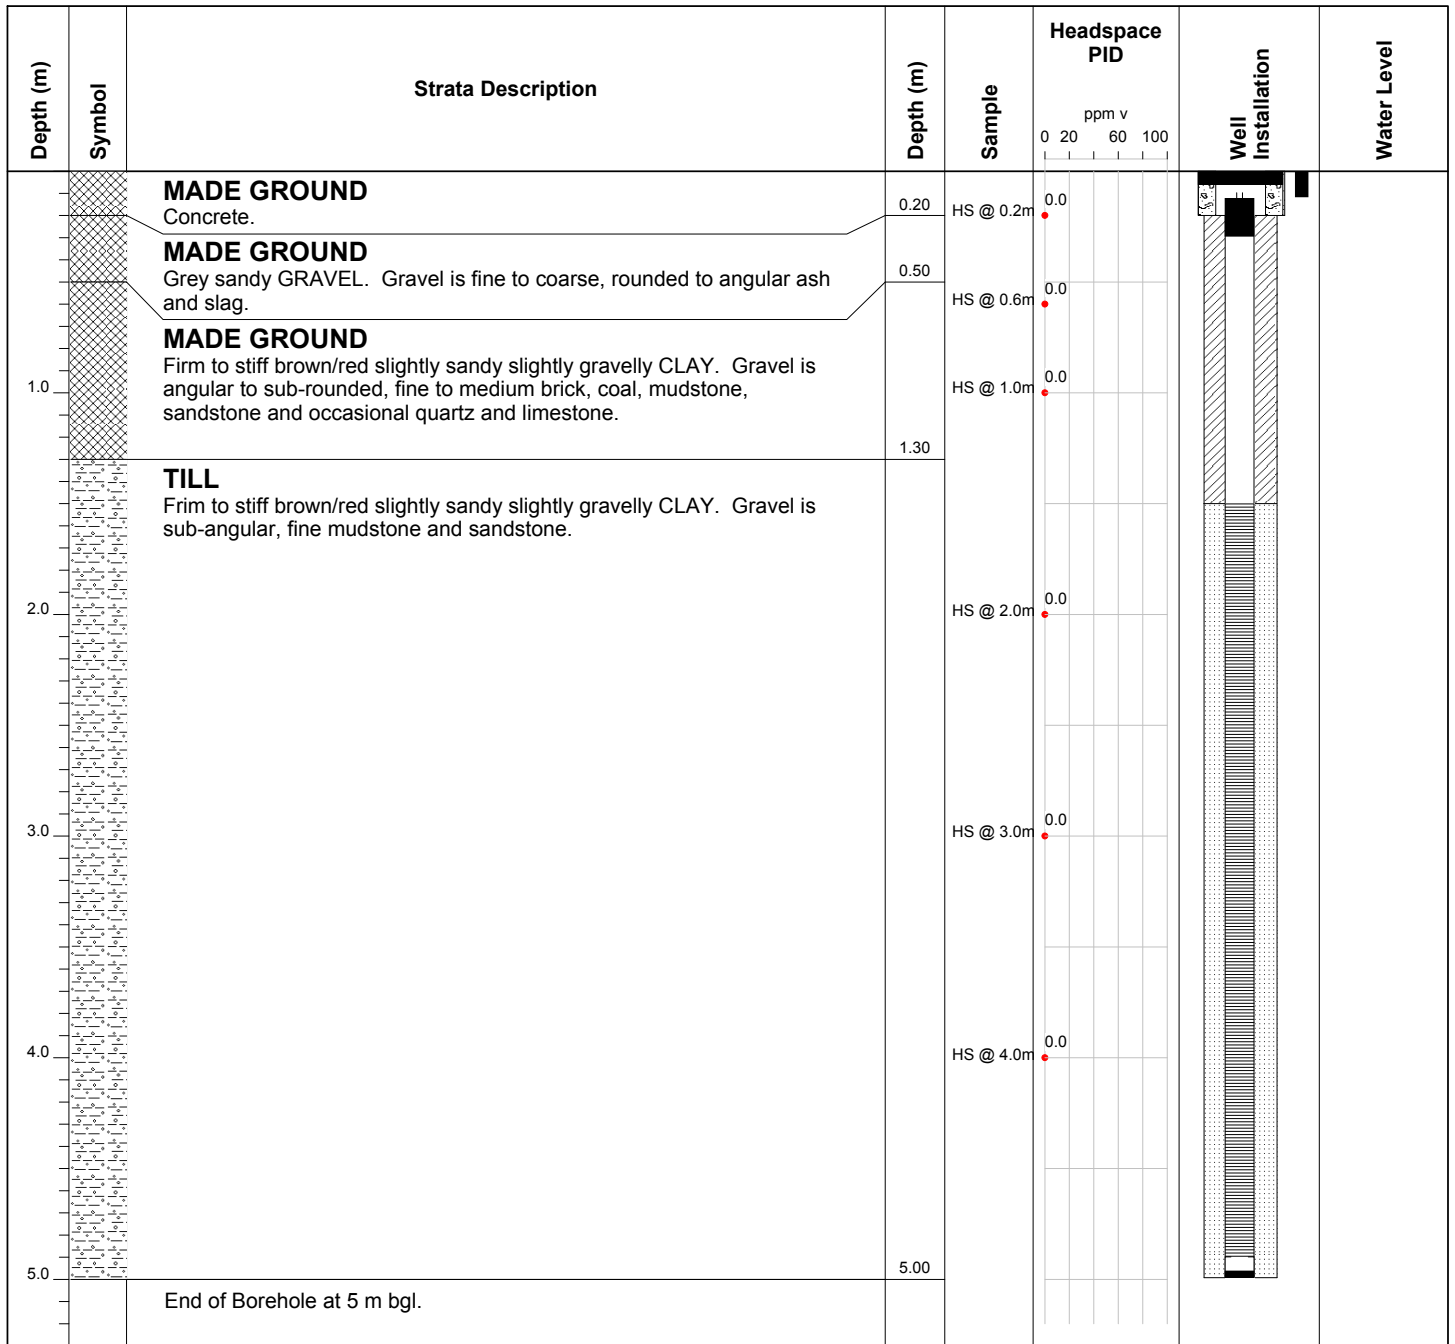 Depth (m)
Symbol
Strata Description
Depth (m)
Sample
Headspace
PID
ppm v
0 20 60 100
Well
Installation
Water Level
MADE GROUND
Concrete.
0.20
HS @ 0.2m
0.0
MADE GROUND
Grey sandy GRAVEL. Gravel is fine to coarse, rounded to angular ash
and slag.
0.50
HS @ 0.6m
0.0
MADE GROUND
Firm to stiff brown/red slightly sandy slightly gravelly CLAY. Gravel is
angular to sub-rounded, fine to medium brick, coal, mudstone,
sandstone and occasional quartz and limestone.
1.0
HS @ 1.0m
0.0
1.30
TILL
Frim to stiff brown/red slightly sandy slightly gravelly CLAY. Gravel is
sub-angular, fine mudstone and sandstone.
2.0
HS @ 2.0m
0.0
3.0
HS @ 3.0m
0.0
4.0
HS @ 4.0m
0.0
5.0
5.00
End of Borehole at 5 m bgl.